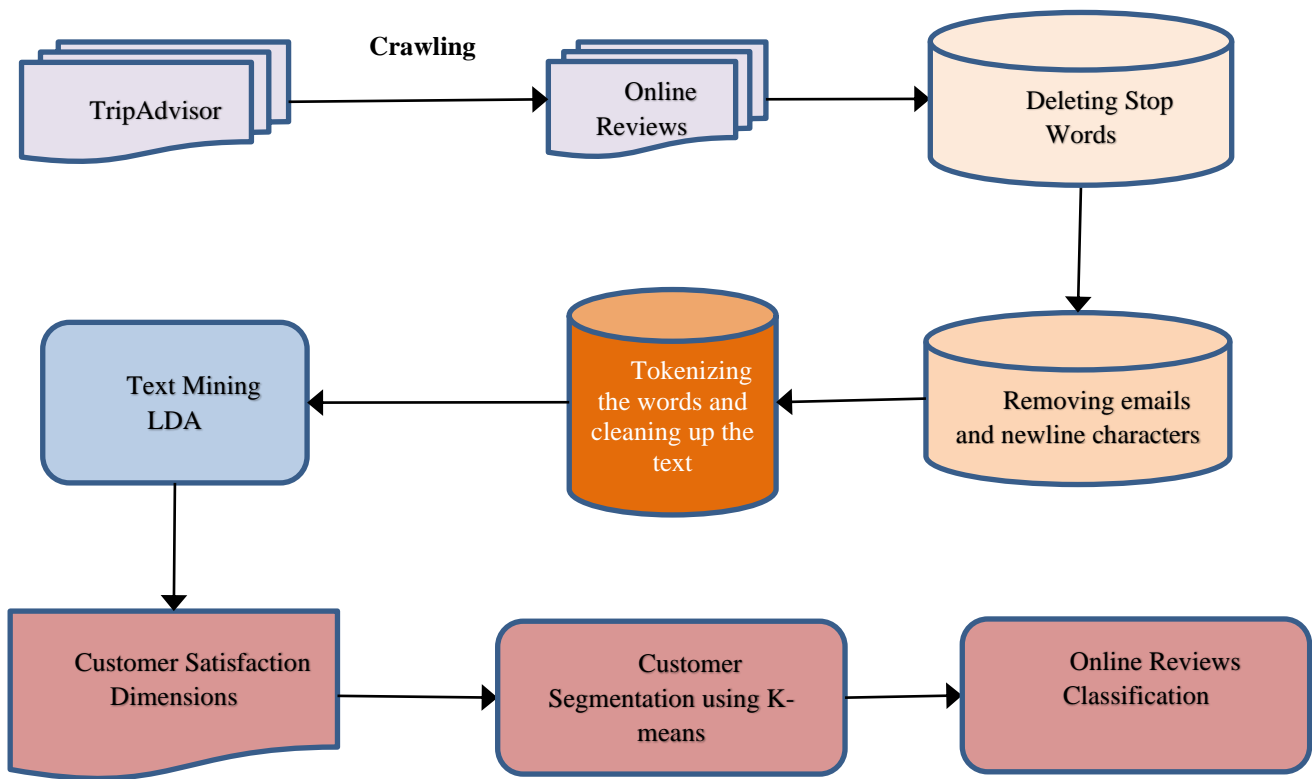 Crawling
TripAdvisor
Online
Reviews
Deleting Stop
Words
Removing emails
and newline characters
Tokenizing
the words and
cleaning up the
text
Text Mining
LDA
Customer Satisfaction
Dimensions
Customer
Segmentation using K-
means
Online Reviews
Classification